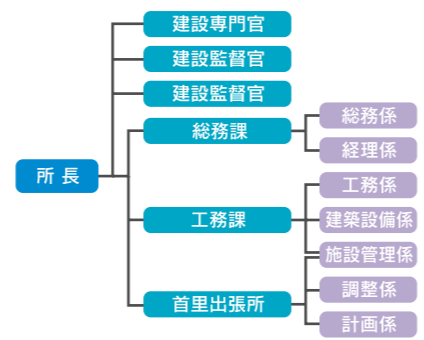 所長
建設専門官
建設監督官
建設監督官
総務課
総務係
経理係
工務課
工務係
建築設備係
施設管理係
首里出張所
調整係
計画係